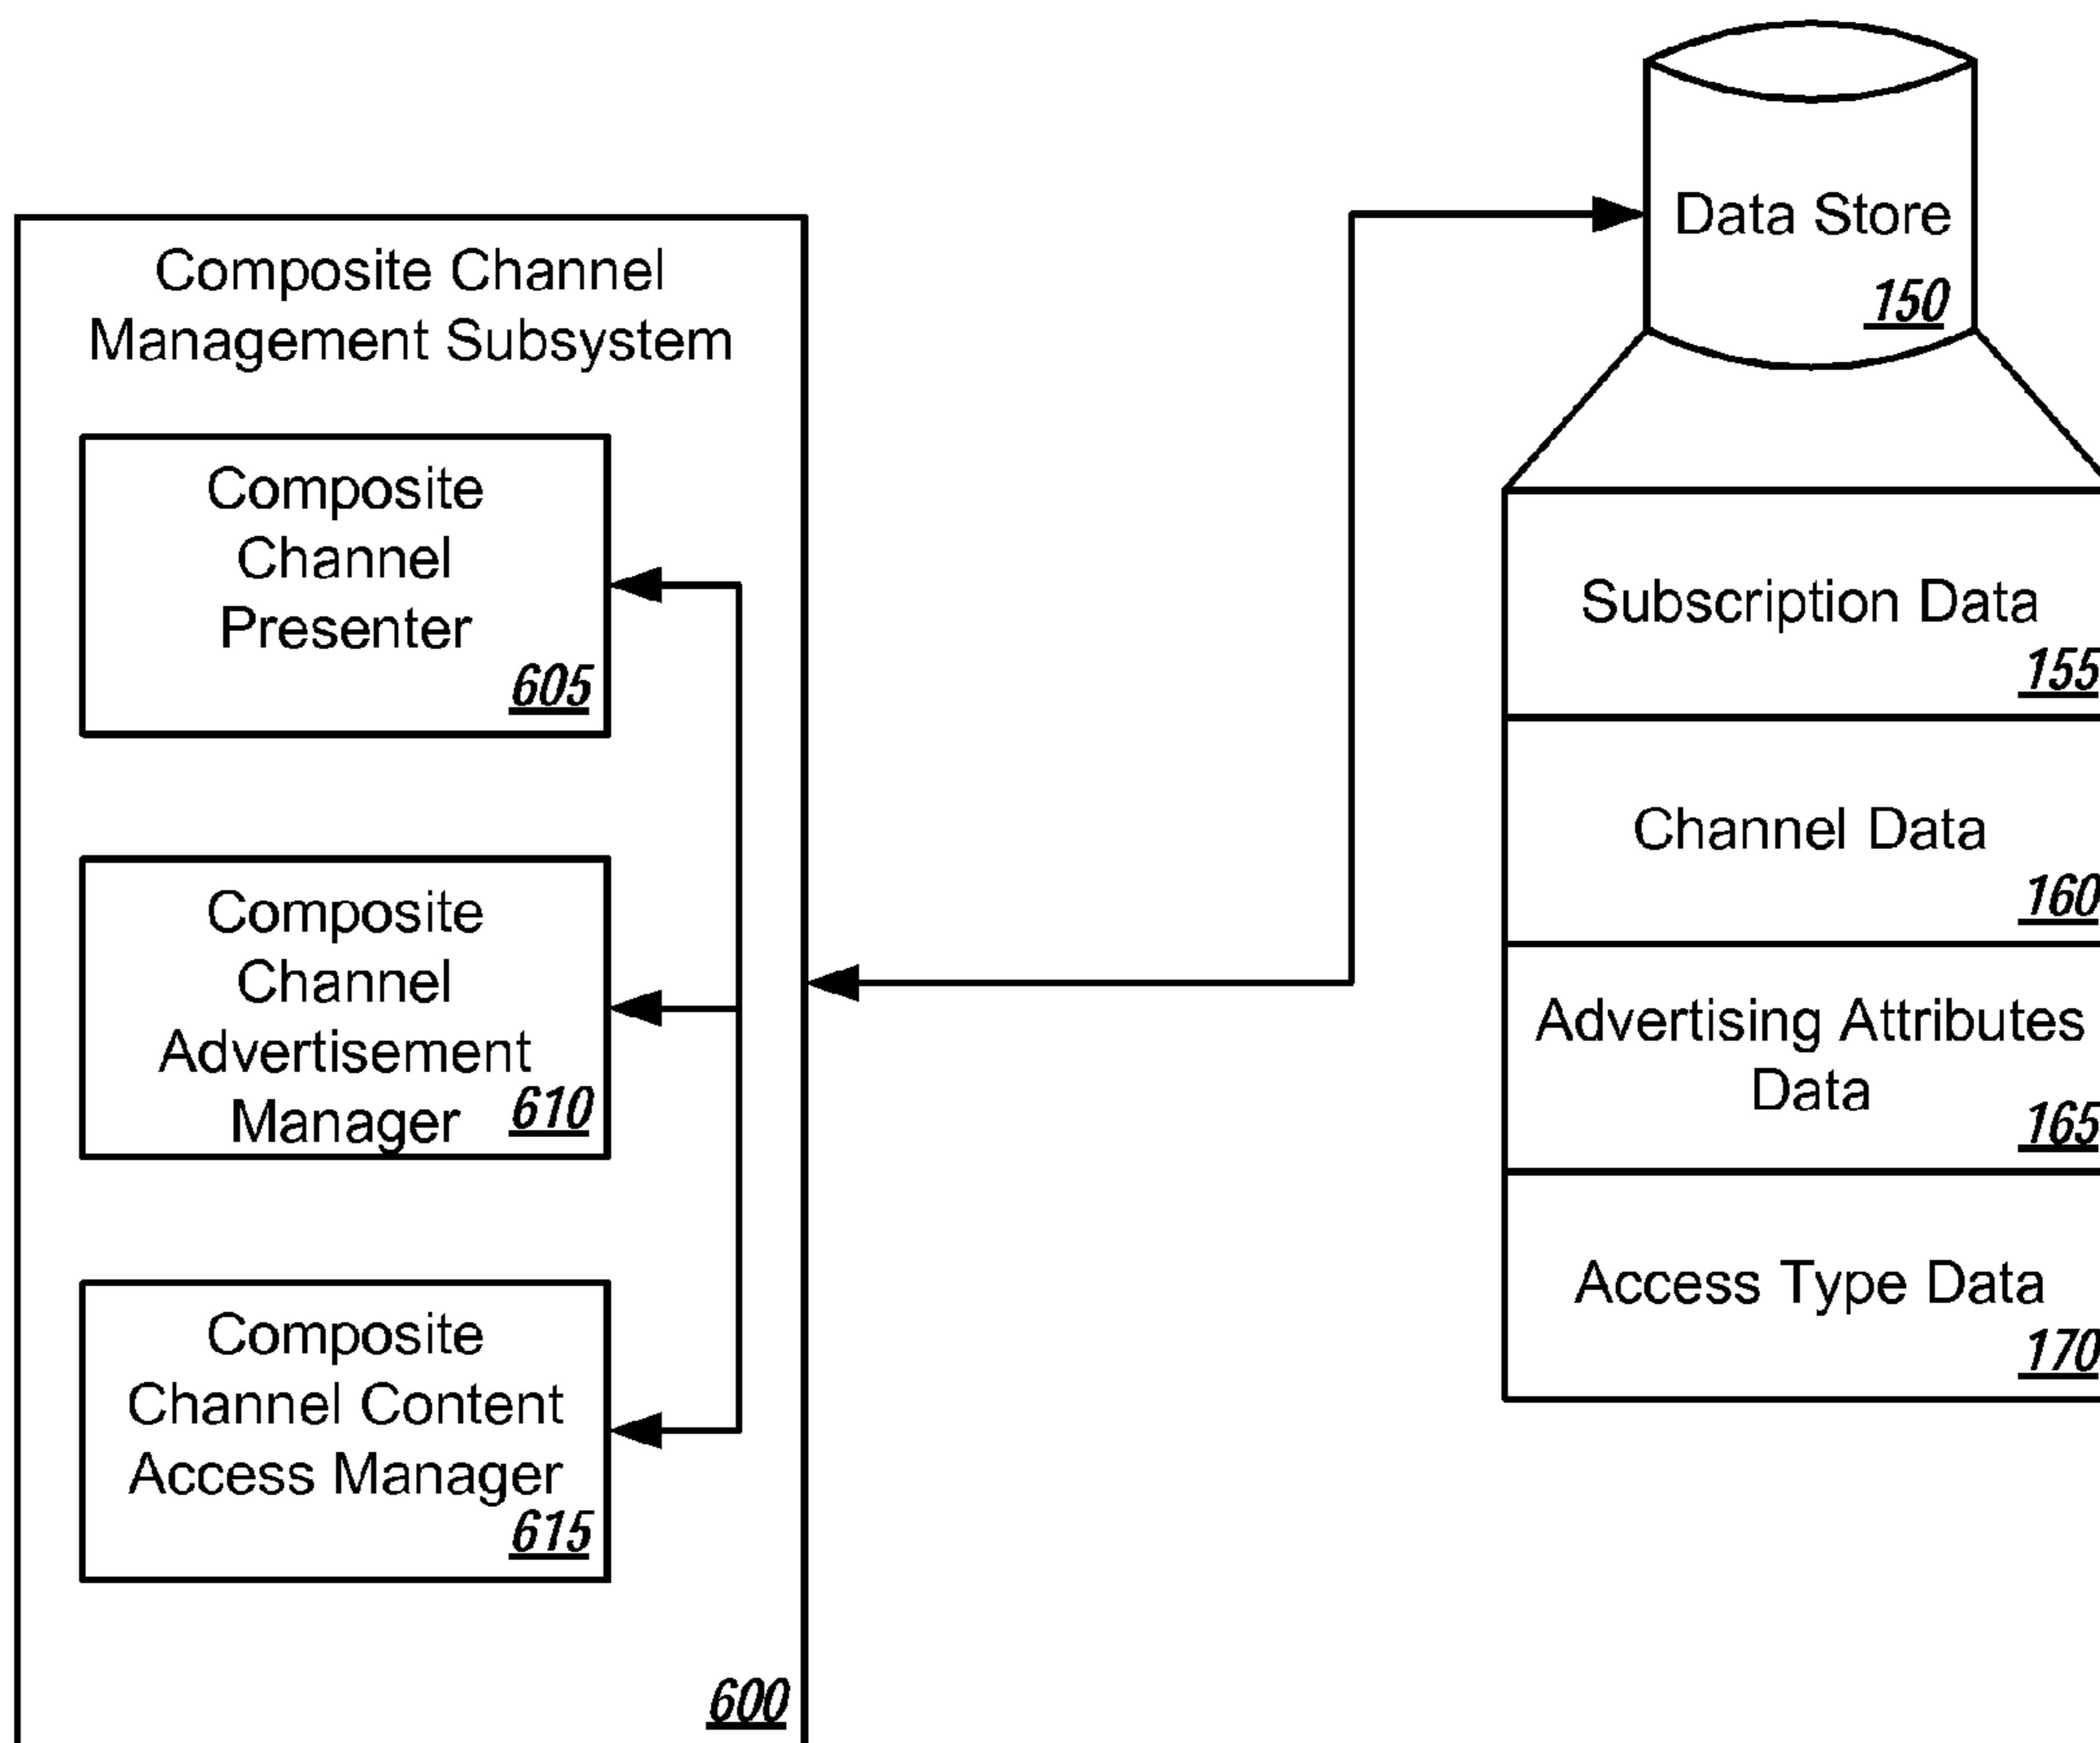 Composite Channel
Management Subsystem
Composite
Channel
Presenter
605
Composite
Channel
Advertisement
Manager 610
Composite
Channel Content
Access Manager
615
600
Data Store
150
Subscription Data
155
Channel Data
160
Advertising Attributes
Data
165
Access Type Data
170